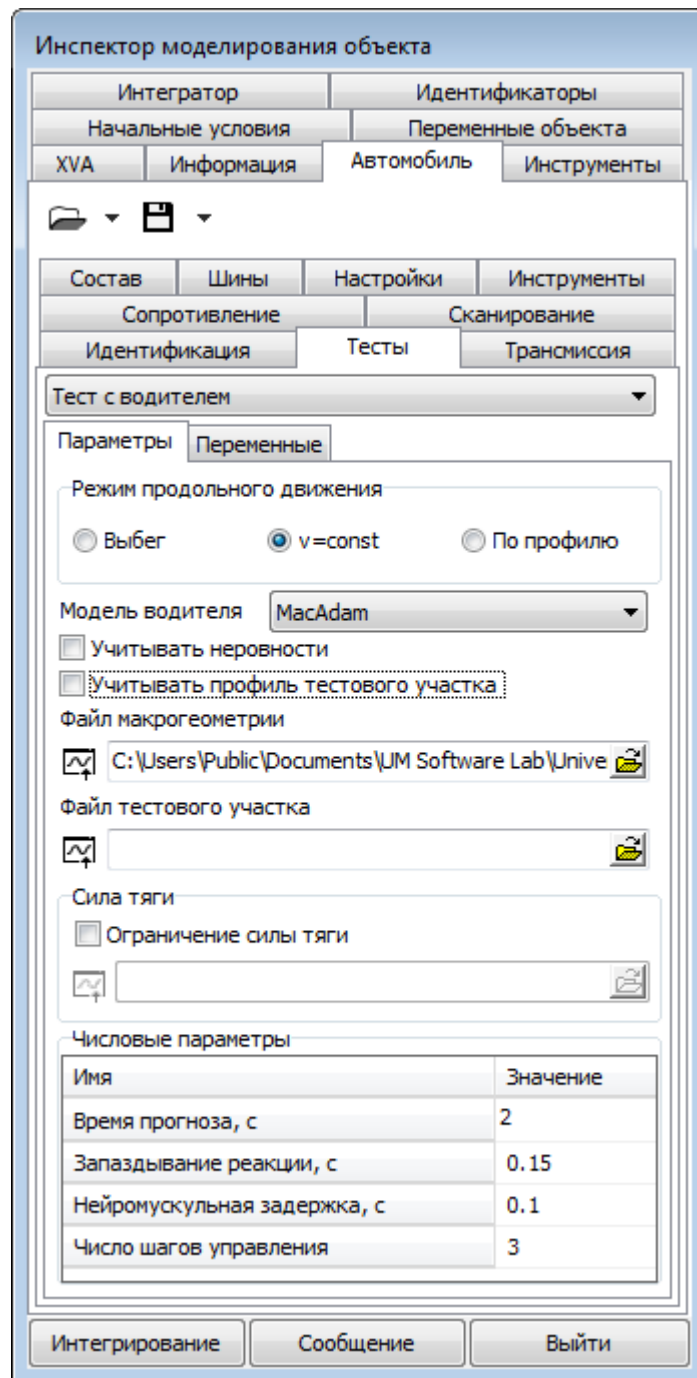 Инспектор моделирования объекта
Интегратор Идентификаторы
Начальные условия Переменные объекта
XVA Информация Автомобиль Инструменты
Состав Шины Настройки Инструменты
Сопротивление Сканирование
Идентификация Тесты Трансмиссия
Тест с водителем
Параметры Переменные
Режим продольного движения
Выбег v=const По профилю
Модель водителя MacAdam
Учитывать неровности
Учитывать профиль тестового участка
Файл макрогеометрии
C:\Users\Public\Documents\UM Software Lab\Unive
Файл тестового участка
Сила тяги
Ограничение силы тяги
Числовые параметры
Имя Значение
Время прогноза, с 2
Запаздывание реакции, с 0.15
Нейромускульная задержка, с 0.1
Число шагов управления 3
Интегрирование Сообщение Выйти